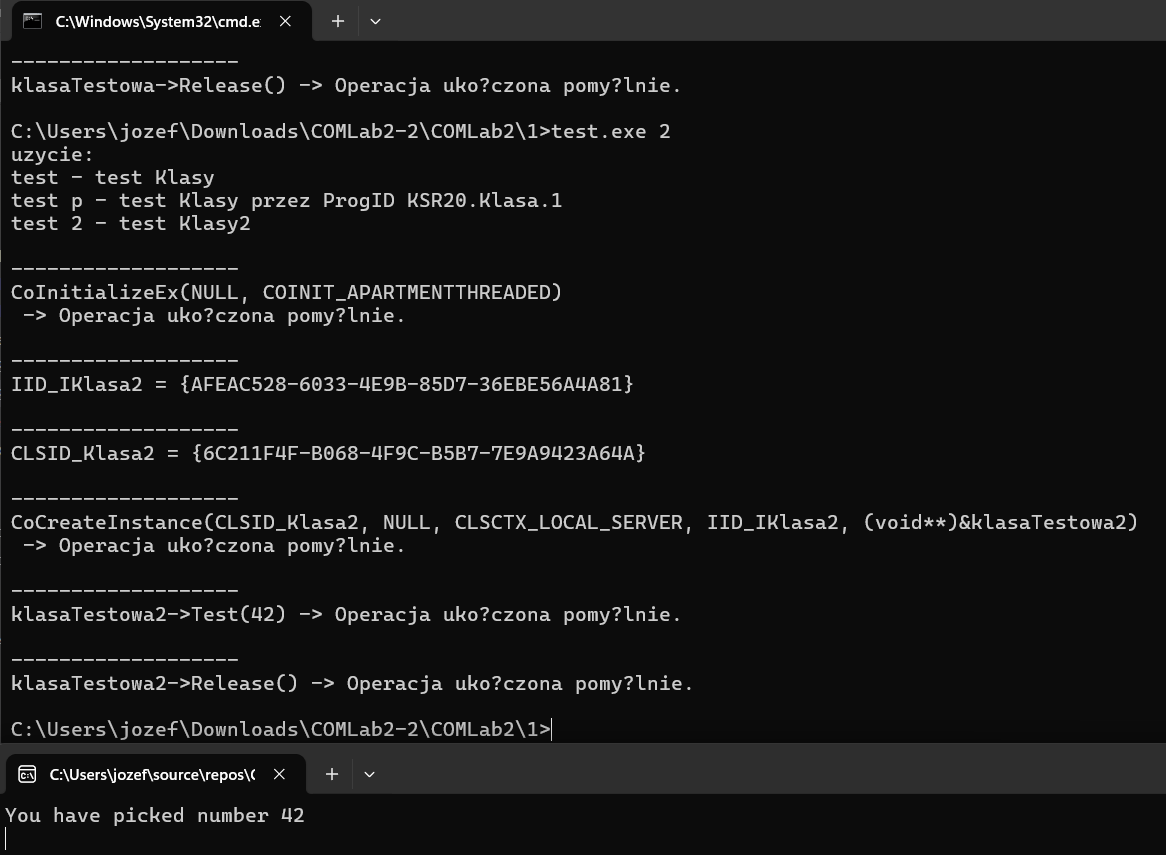 C:\Windows\System32\cmd.e
-------------------
klasaTestowa->Release() -> Operacja uko?czona pomy?lnie.
C:\Users\jozef\Downloads\COMLab2-2\COMLab2\1>test.exe 2
uzycie:
test - test Klasy
test p - test Klasy przez ProgID KSR20.Klasa.1
test 2 - test Klasy2
-------------------
CoInitializeEx(NULL, COINIT_APARTMENTTHREADED)
 -> Operacja uko?czona pomy?lnie.
-------------------
IID_IKlasa2 = {AFEAC528-6033-4E9B-85D7-36EBE56A4A81}
-------------------
CLSID_Klasa2 = {6C211F4F-B068-4F9C-B5B7-7E9A9423A64A}
-------------------
CoCreateInstance(CLSID_Klasa2, NULL, CLSCTX_LOCAL_SERVER, IID_IKlasa2, (void**)&klasaTestowa2)
 -> Operacja uko?czona pomy?lnie.
-------------------
klasaTestowa2->Test(42) -> Operacja uko?czona pomy?lnie.
-------------------
klasaTestowa2->Release() -> Operacja uko?czona pomy?lnie.
C:\Users\jozef\Downloads\COMLab2-2\COMLab2\1>
C:\Users\jozef\source\repos\
You have picked number 42